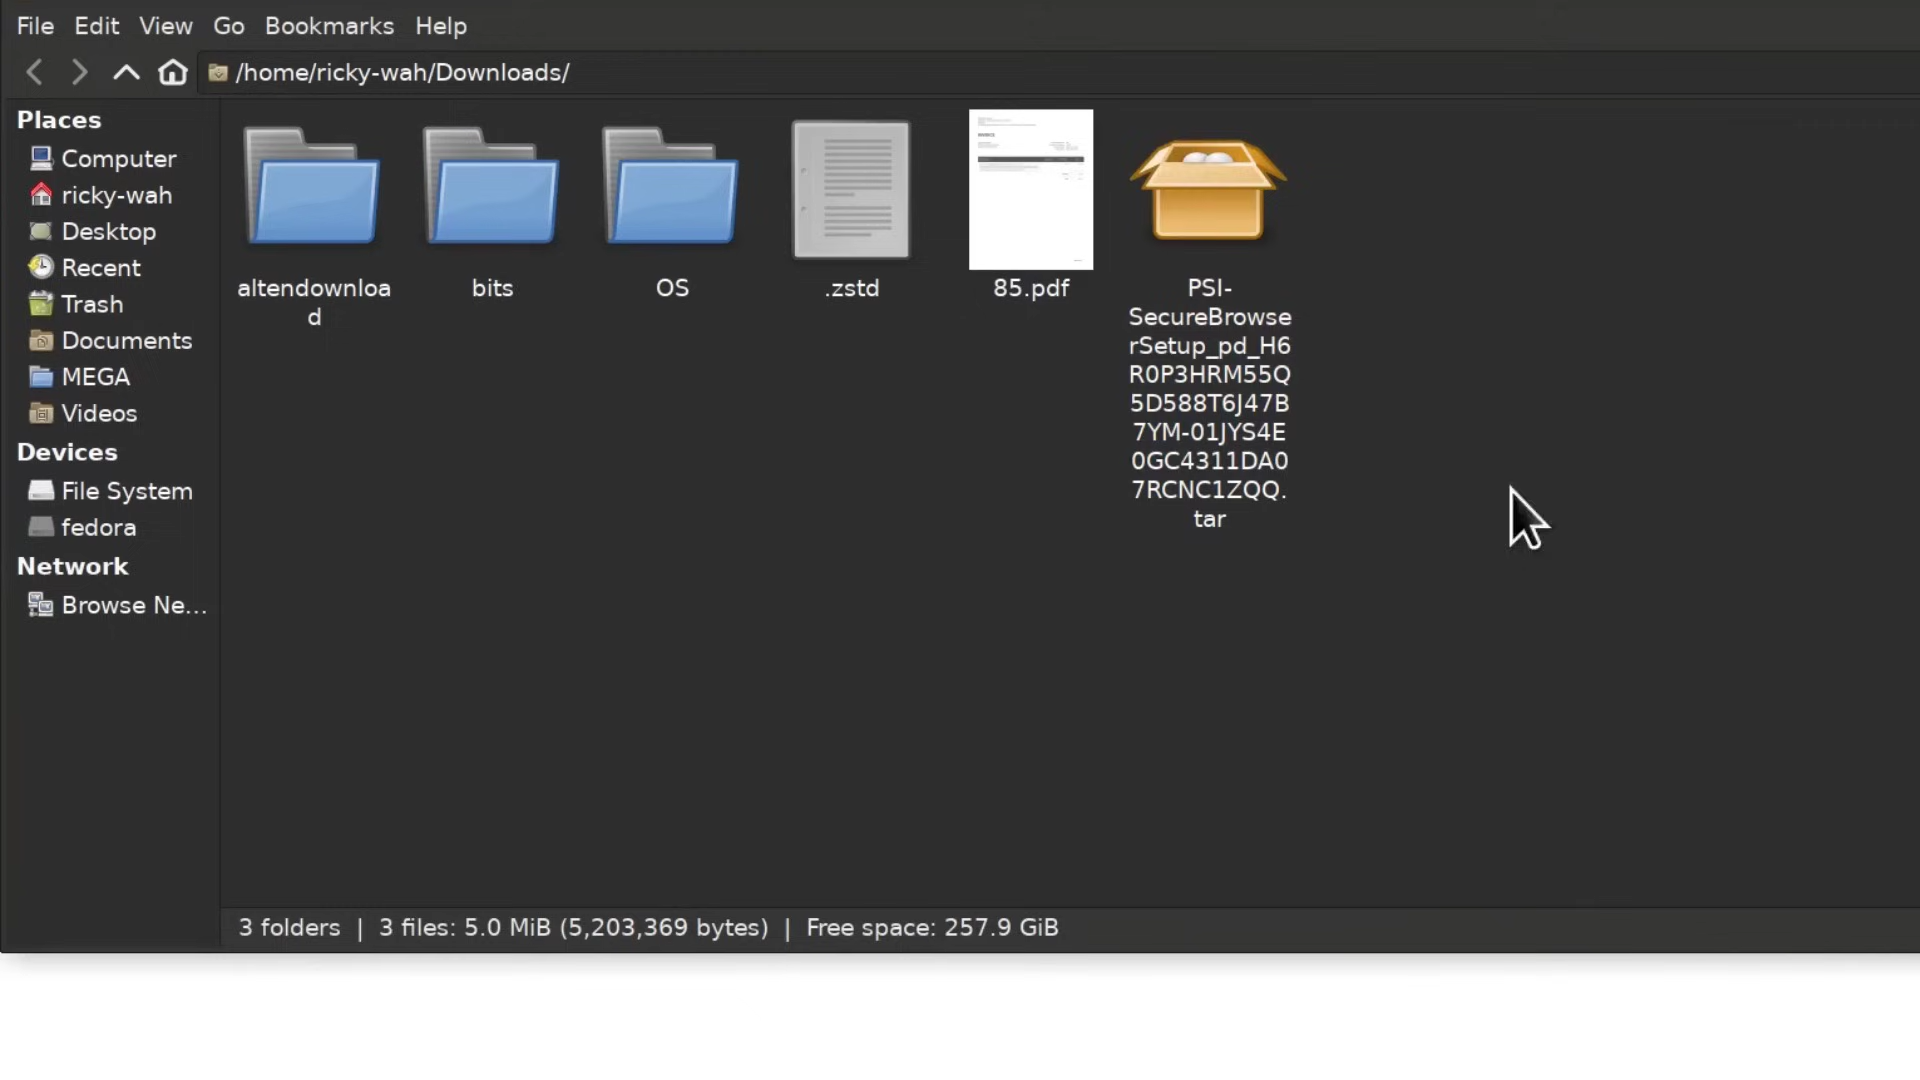 File Edit View Go Bookmarks Help
/home/ricky-wah/Downloads/
Places
Computer
ricky-wah
Desktop
Recent
Trash
Documents
MEGA
Videos
Devices
File System
fedora
Network
Browse Ne...
altendownloa
d
bits
OS
.zstd
INVOICE
85.pdf
PSI-
SecureBrowse
rSetup_pd_H6
R0P3HRM55Q
5D588T6J47B
7YM-01JYS4E
0GC4311DA0
7RCNC1ZQQ.
tar
3 folders | 3 files: 5.0 MiB (5,203,369 bytes) | Free space: 257.9 GiB